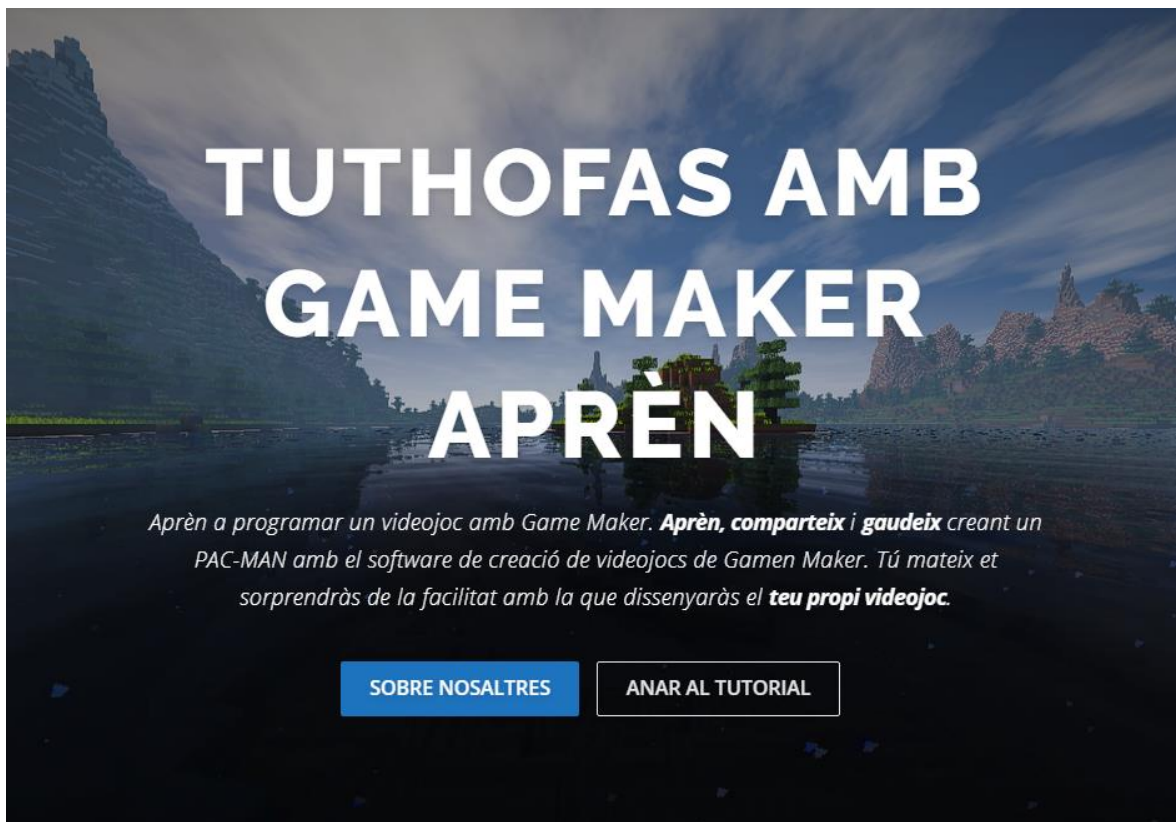 TUTHOFAS AMB
GAME MAKER
APRÈN
Aprèn a programar un videojoc amb Game Maker. Aprèn, comparteix i gaudeix creant un
PAC-MAN amb el software de creació de videojocs de Gamen Maker. Tú mateix et
sorprendràs de la facilitat amb la que dissenyaràs el teu propi videojoc.
SOBRE NOSALTRES
ANAR AL TUTORIAL